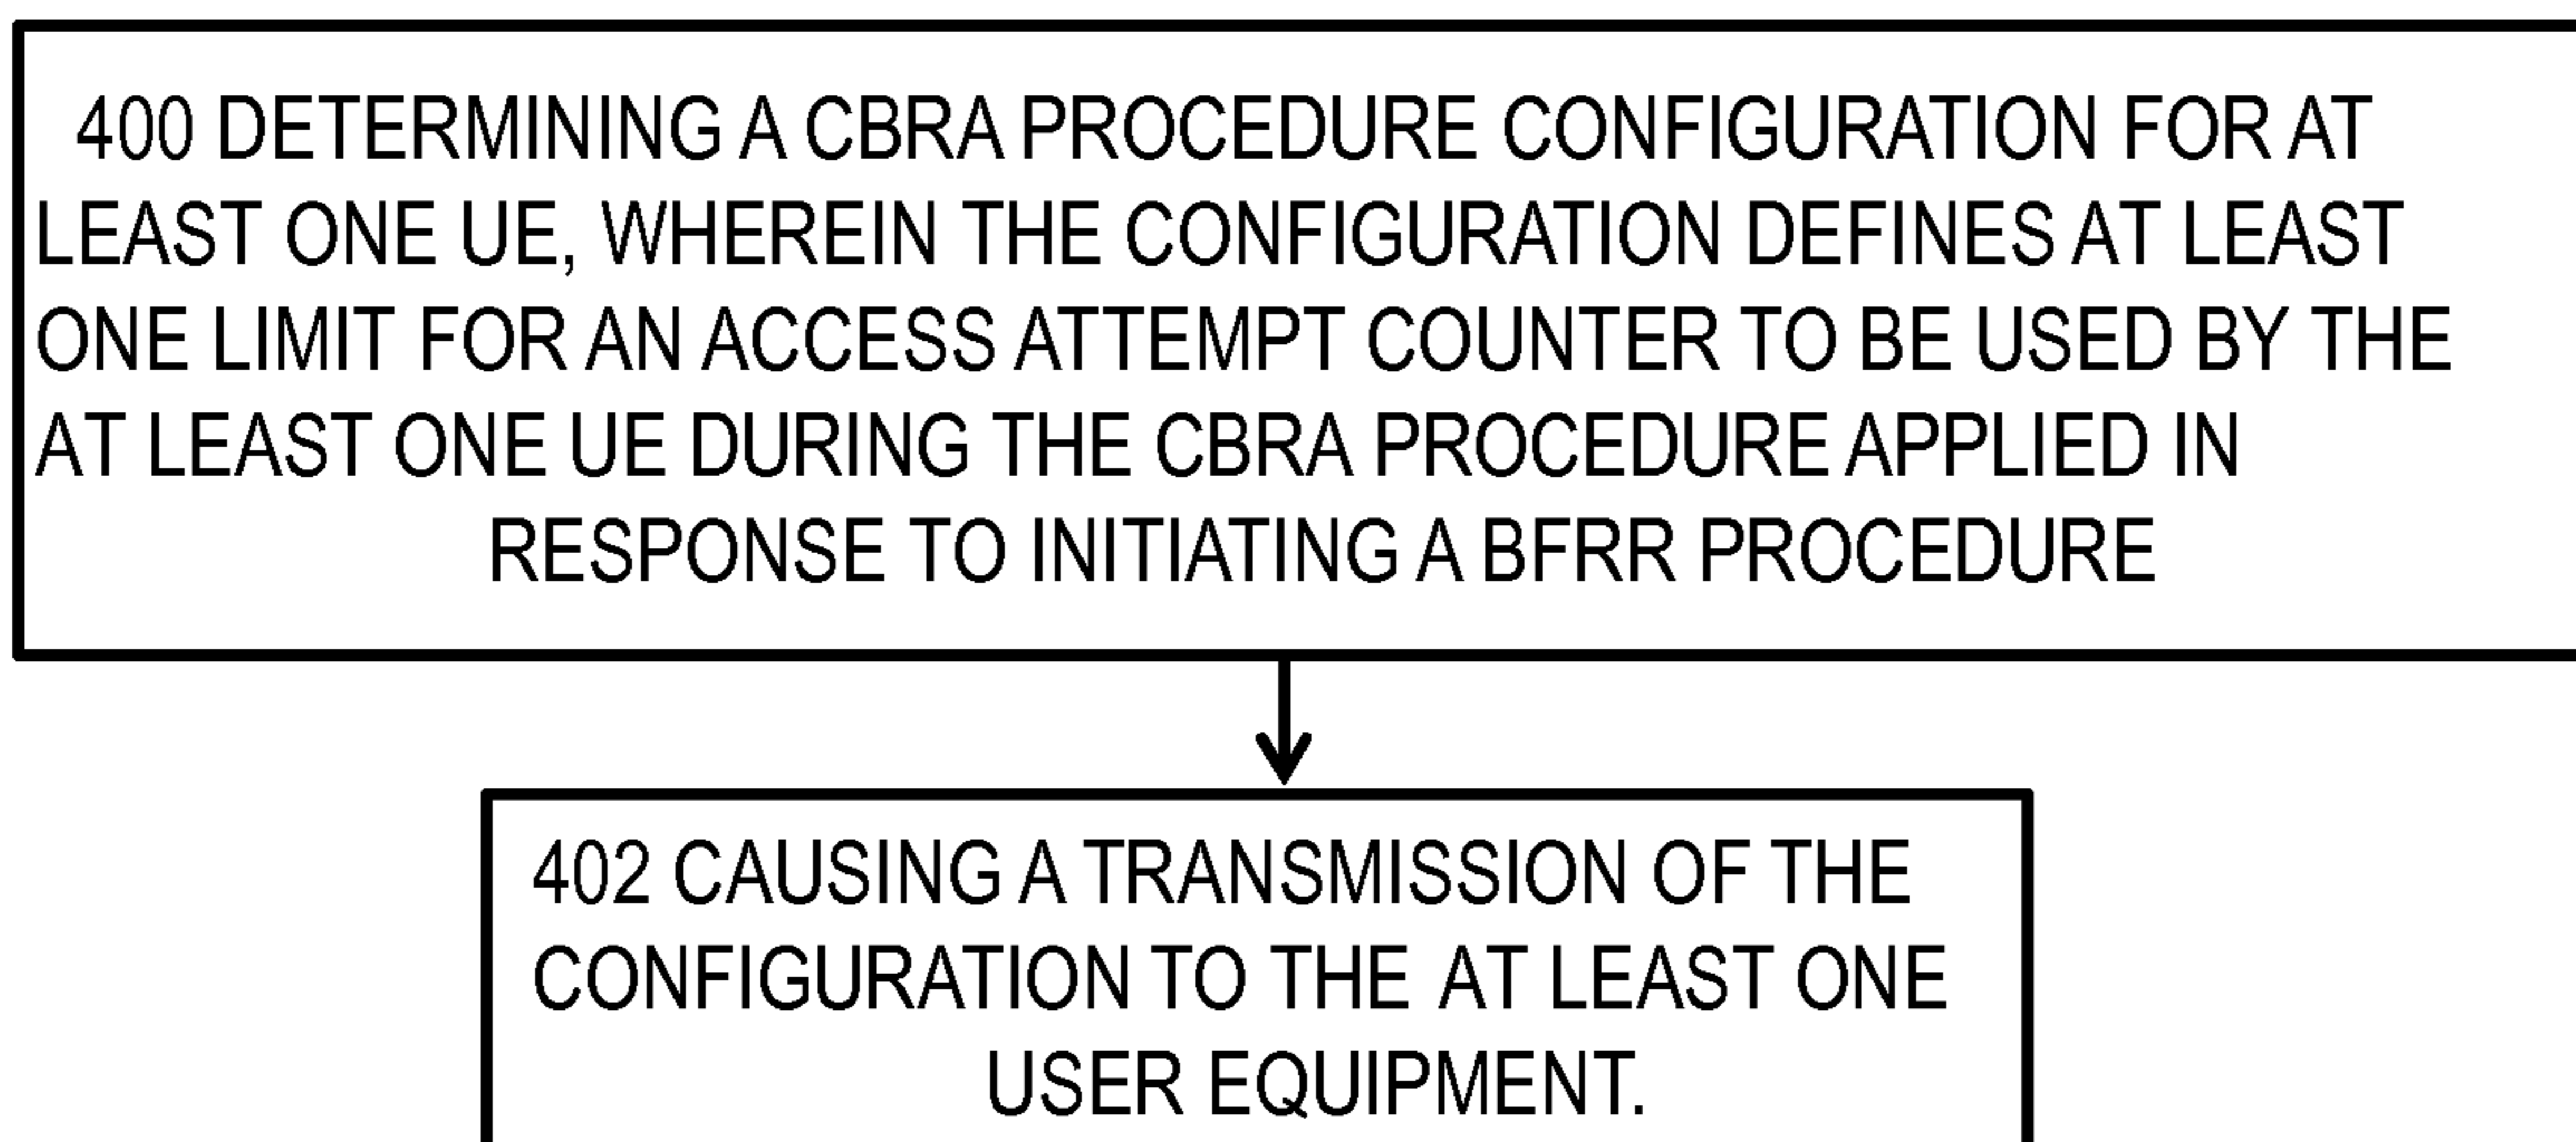 400 DETERMINING A CBRA PROCEDURE CONFIGURATION FOR AT
LEAST ONE UE, WHEREIN THE CONFIGURATION DEFINES AT LEAST
ONE LIMIT FOR AN ACCESS ATTEMPT COUNTER TO BE USED BY THE
AT LEAST ONE UE DURING THE CBRA PROCEDURE APPLIED IN
RESPONSE TO INITIATING A BFRR PROCEDURE
402 CAUSING A TRANSMISSION OF THE
CONFIGURATION TO THE AT LEAST ONE
USER EQUIPMENT.